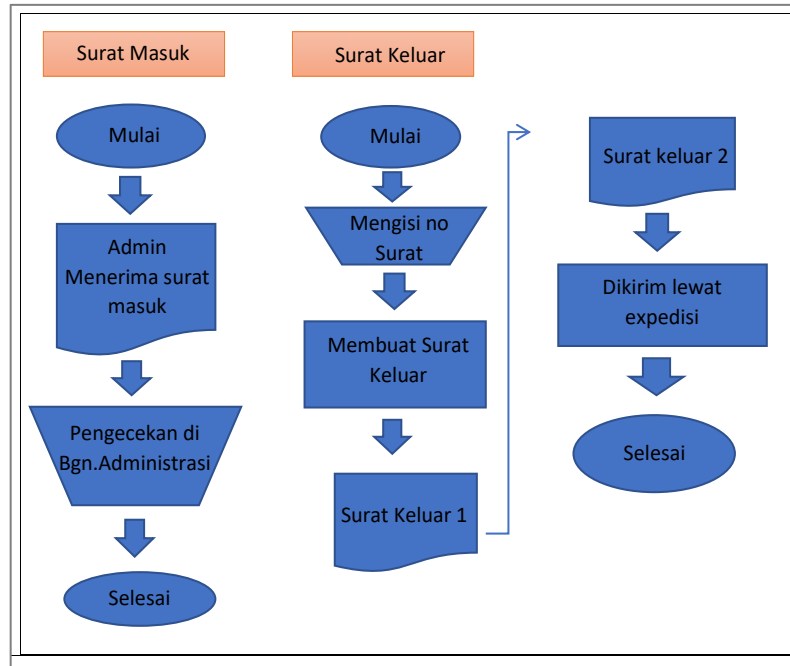 Surat Masuk
Mulai
Admin
Menerima surat
masuk
Pengecekan di
Bgn.Administrasi
Selesai
Surat Keluar
Mulai
Mengisi no
Surat
Membuat Surat
Keluar
Surat Keluar 1
Surat keluar 2
Dikirim lewat
expedisi
Selesai